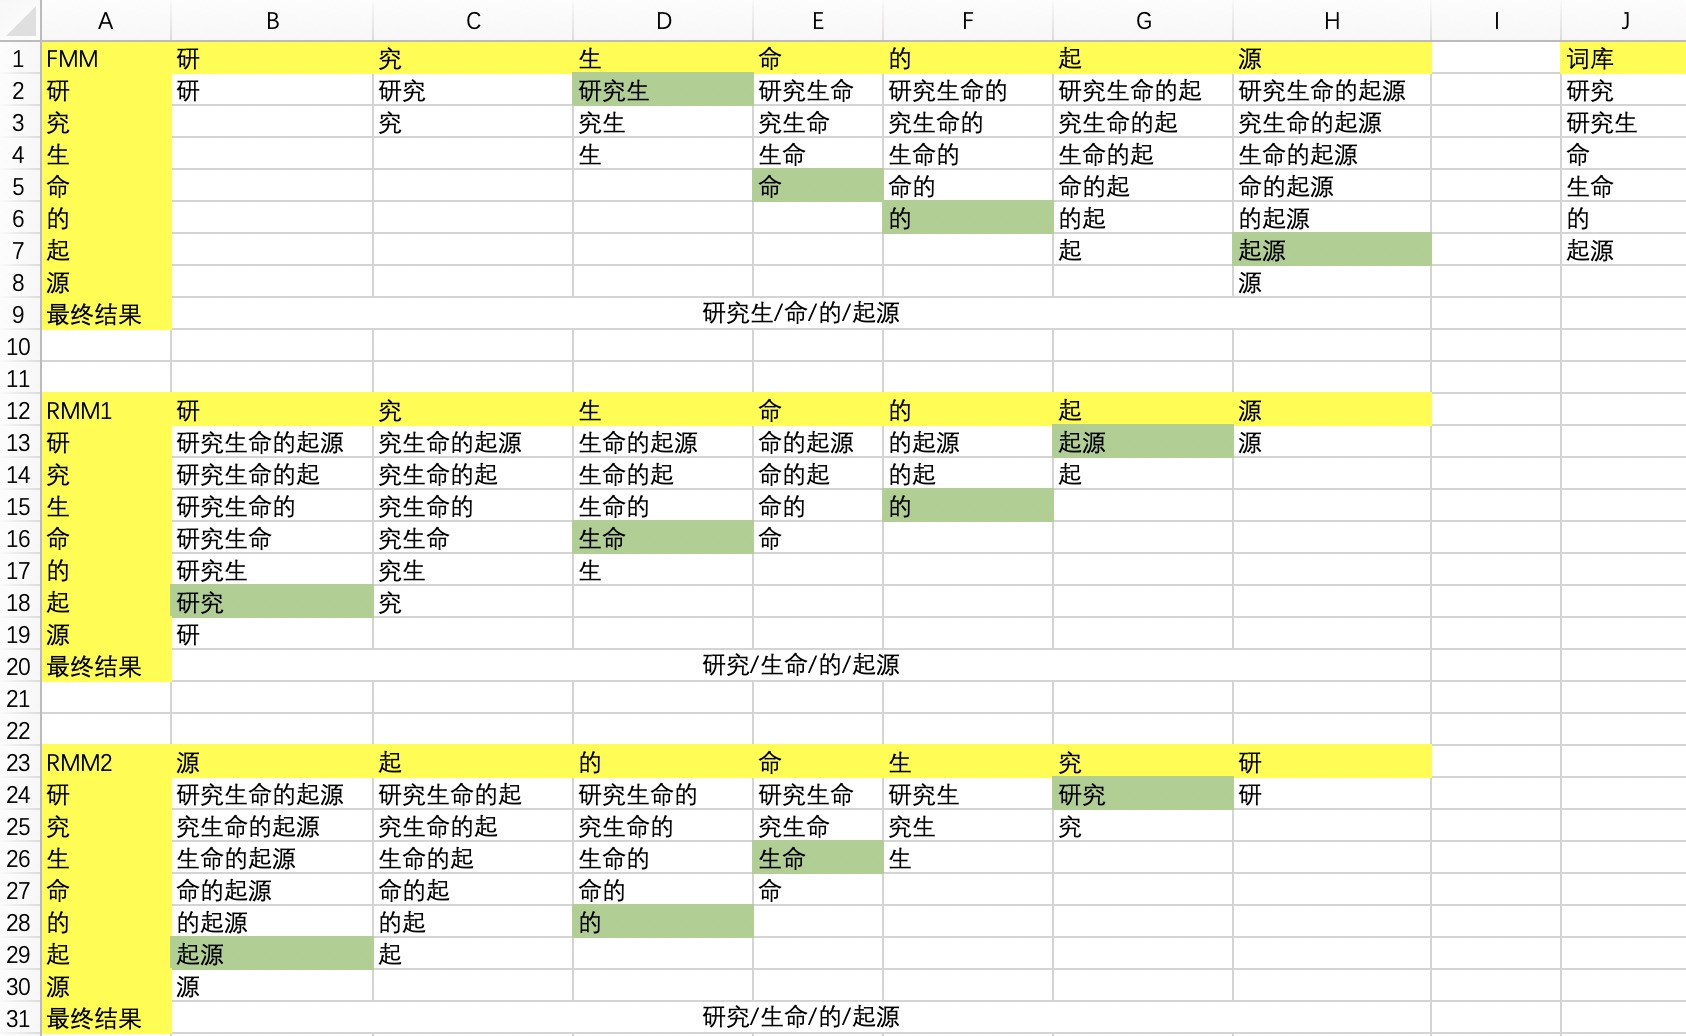 A B C D E F G H I J
1 FMM 研 究 生 命 的 起 源 词库
2 研 研 研究 研究生 研究生命 研究生命的 研究生命的起 研究生命的起源 研究
3 究 究 究生 究生命 究生命的 究生命的起 究生命的起源 研究生
4 生 生 生命 生命的 生命的起 生命的起源 命
5 命 命 命的 命的起 命的起源 生命
6 的 的 的起 的起源 的
7 起 起 起源 起源
8 源 源
9 最终结果 研究生/命/的/起源
10
11
12 RMM1 研 究 生 命 的 起 源
13 研 研究生命的起源 究生命的起源 生命的起源 命的起源 的起源 起源 源
14 究 研究生命的起 究生命的起 生命的起 命的起 的起 起
15 生 研究生命的 究生命的 生命的 命的 的
16 命 研究生命 究生命 生命 命
17 的 研究生 究生 生
18 起 研究 究
19 源 研
20 最终结果 研究/生命/的/起源
21
22
23 RMM2 源 起 的 命 生 究 研
24 研 研究生命的起源 研究生命的起 研究生命的 研究生命 研究生 研究 研
25 究 究生命的起源 究生命的起 究生命的 究生命 究生 究
26 生 生命的起源 生命的起 生命的 生命 生
27 命 命的起源 命的起 命的 命
28 的 的起源 的起 的
29 起 起源 起
30 源 源
31 最终结果 研究/生命/的/起源